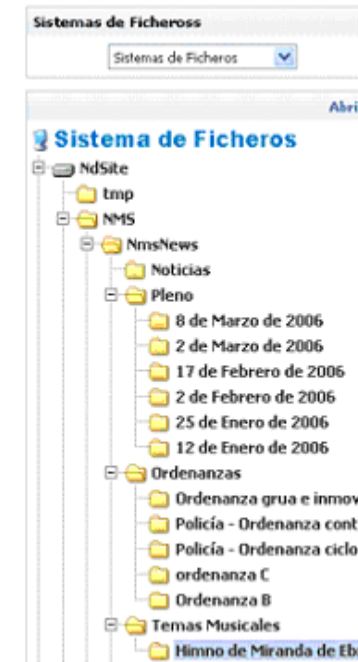 Sistemas de Ficheross
Sistemas de Ficheros
Abri
Sistema de Ficheros
NdSite
tmp
NMS
NmsNews
Noticias
Pleno
8 de Marzo de 2006
2 de Marzo de 2006
17 de Febrero de 2006
2 de Febrero de 2006
25 de Enero de 2006
12 de Enero de 2006
Ordenanzas
Ordenanza grua e inmov
Policía - Ordenanza cont
Policía - Ordenanza ciclo
ordenanza C
Ordenanza B
Temas Musicales
Himno de Miranda de Eb